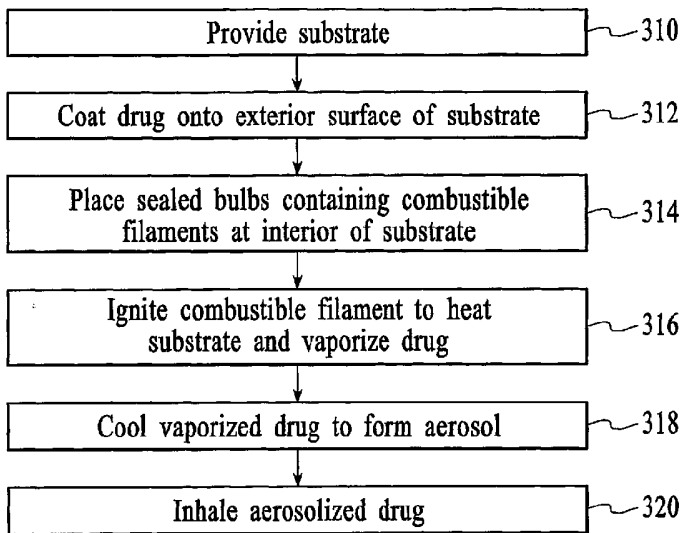 Provide substrate 310
Coat drug onto exterior surface of substrate 312
Place sealed bulbs containing combustible
filaments at interior of substrate 314
Ignite combustible filament to heat
substrate and vaporize drug 316
Cool vaporized drug to form aerosol 318
Inhale aerosolized drug 320